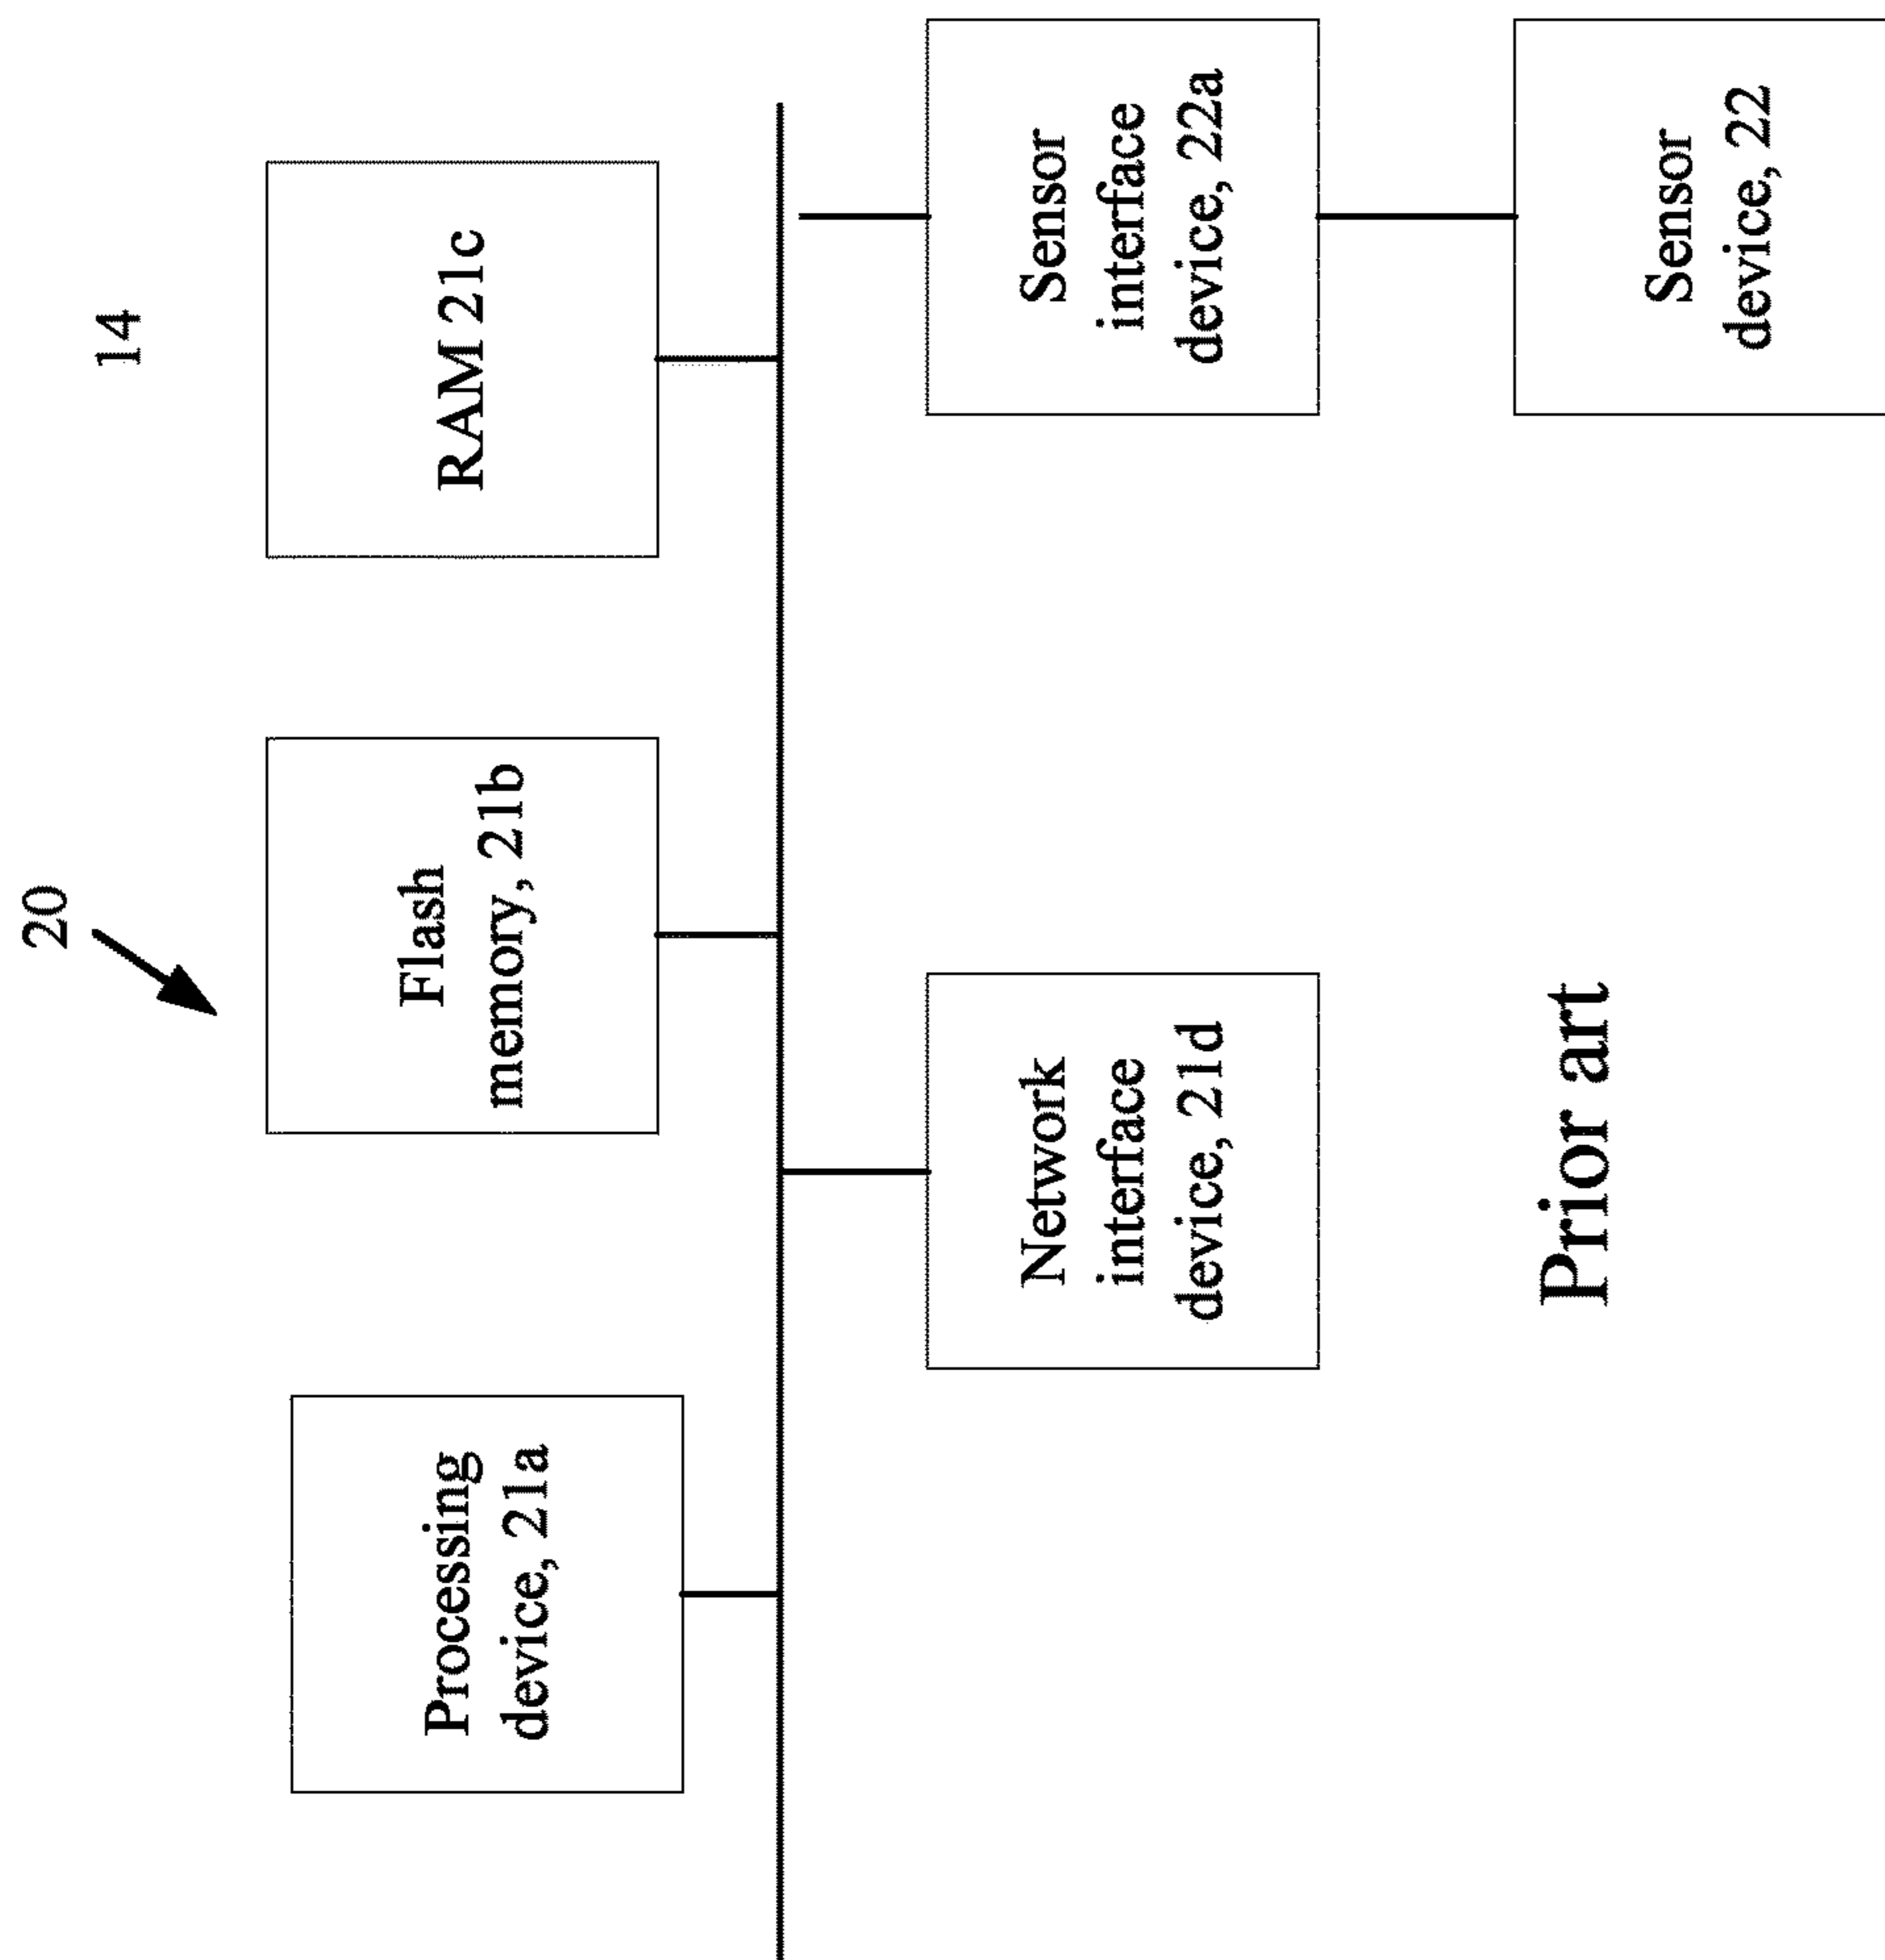 20
14
Processing
device, 21a
Flash
memory, 21b
RAM 21c
Network
interface
device, 21d
Sensor
interface
device, 22a
Sensor
device, 22
Prior art